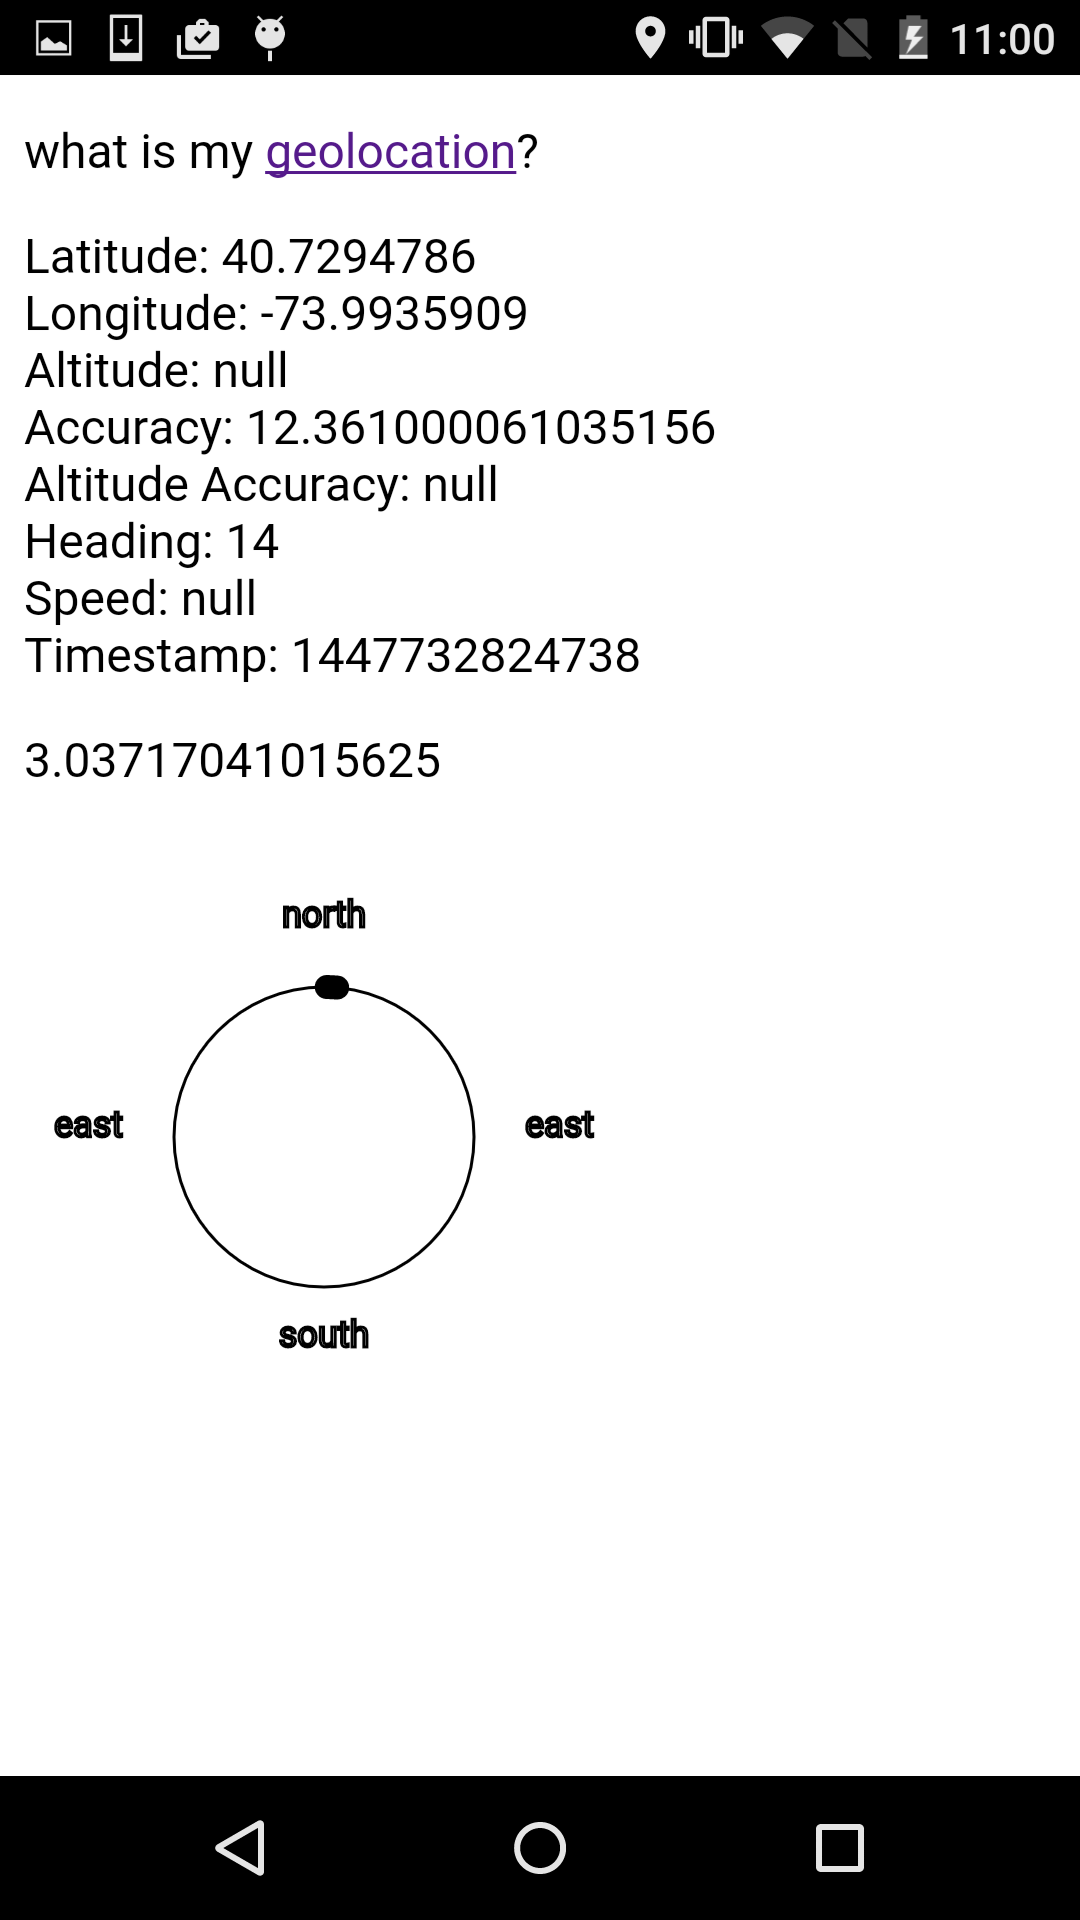 11:00
what is my geolocation?
Latitude: 40.7294786
Longitude: -73.9935909
Altitude: null
Accuracy: 12.361000061035156
Altitude Accuracy: null
Heading: 14
Speed: null
Timestamp: 1447732824738
3.03717041015625
north
east east
south